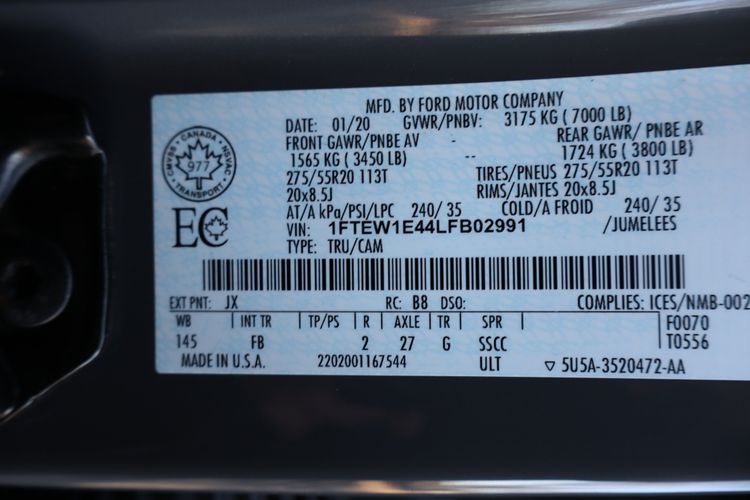 MFD. BY FORD MOTOR COMPANY
DATE: 01/20 GVWR/PNBV: 3175 KG ( 7000 LB)
FRONT GAWR/PNBE AV - REAR GAWR/ PNBE AR
1565 KG ( 3450 LB) - 1724 KG ( 3800 LB)
275/55R20 113T TIRES/PNEUS 275/55R20 113T
20x8.5J RIMS/JANTES 20x8.5J
AT/A kPa/PSI/LPC 240/ 35 COLD/A FROID 240/ 35
VIN: 1FTEW1E44LFB02991 /JUMELEES
TYPE: TRU/CAM
CANADA
CMVSS NSVAC
977
TRANSPORT
EC
EXT PNT: JX RC: B8 DSO: COMPLIES: ICES/NMB-002
WB | INT TR | TP/PS | R | AXLE | TR | SPR F0070
145 FB 2 27 G SSCC T0556
MADE IN U.S.A. 2202001167544 ULT ▽ 5U5A-3520472-AA